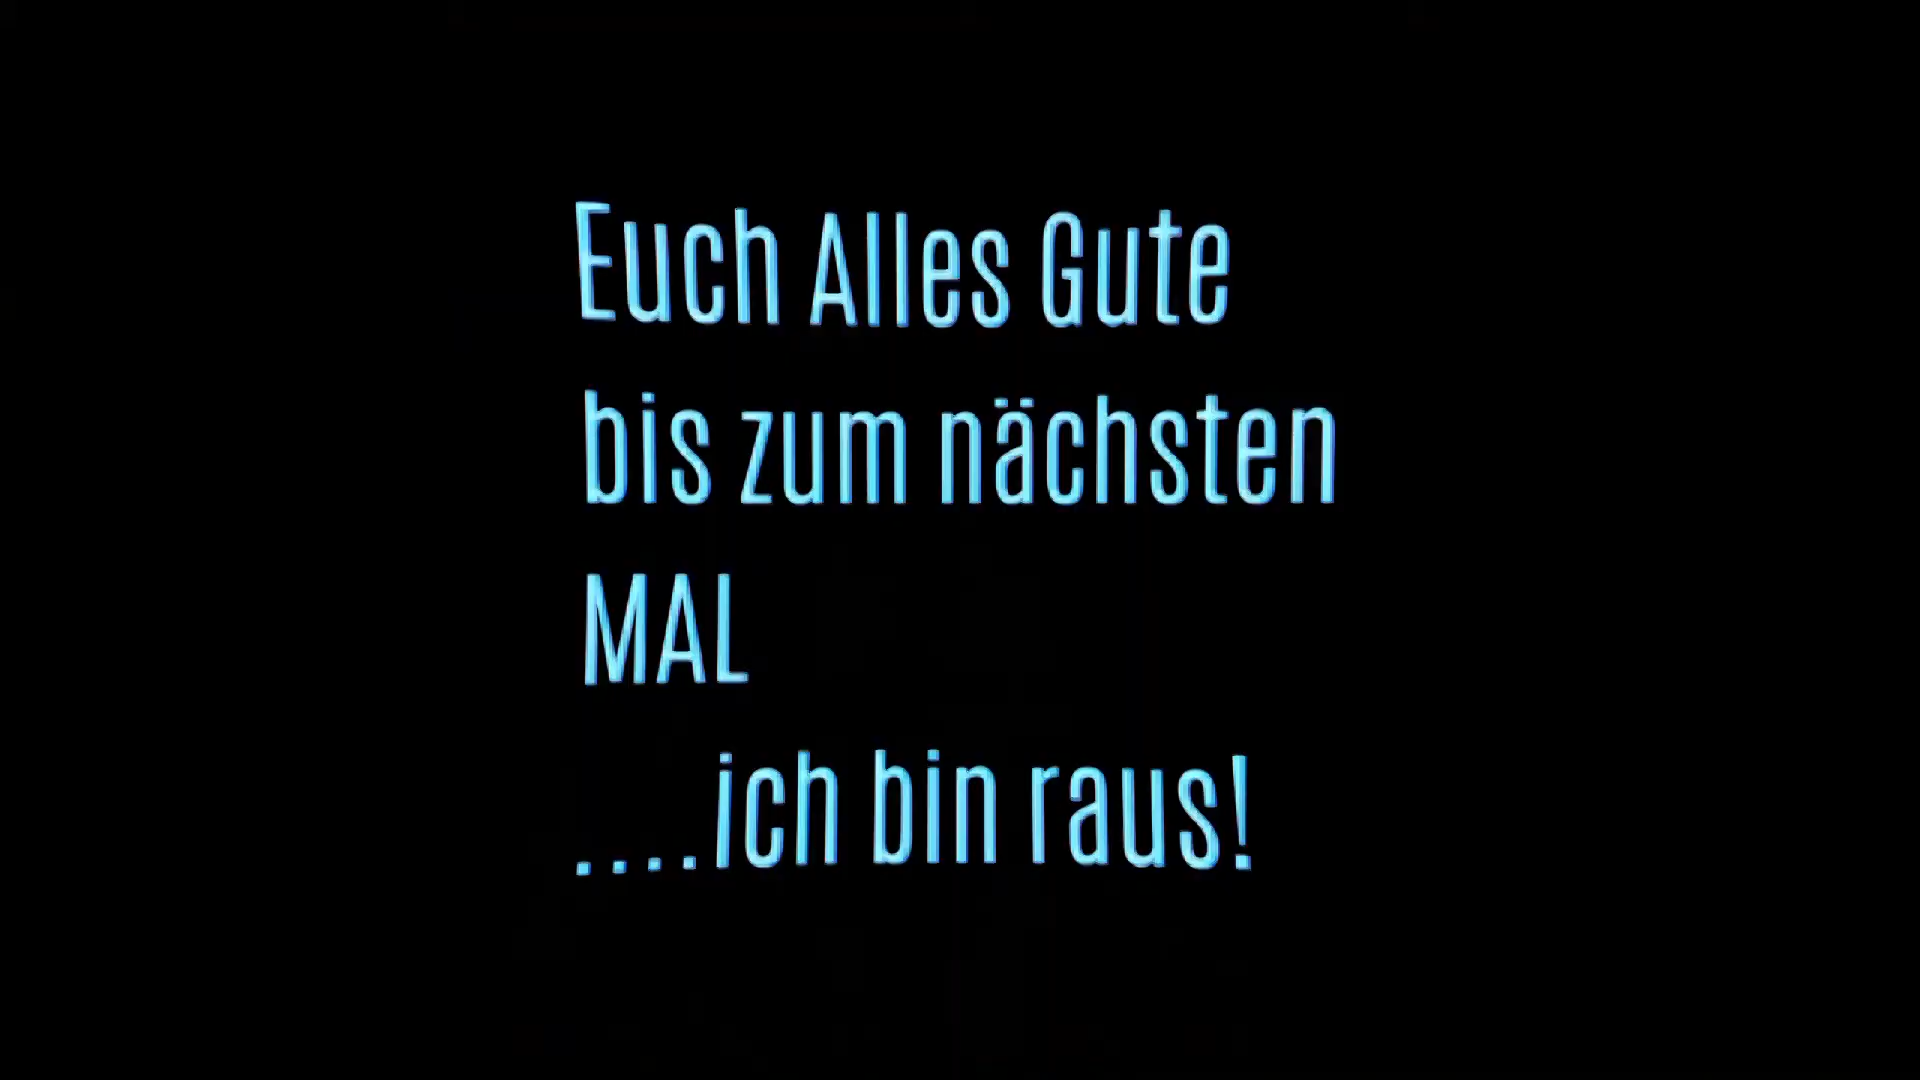 Euch Alles Gute
bis zum nächsten
MAL
....ich bin raus!